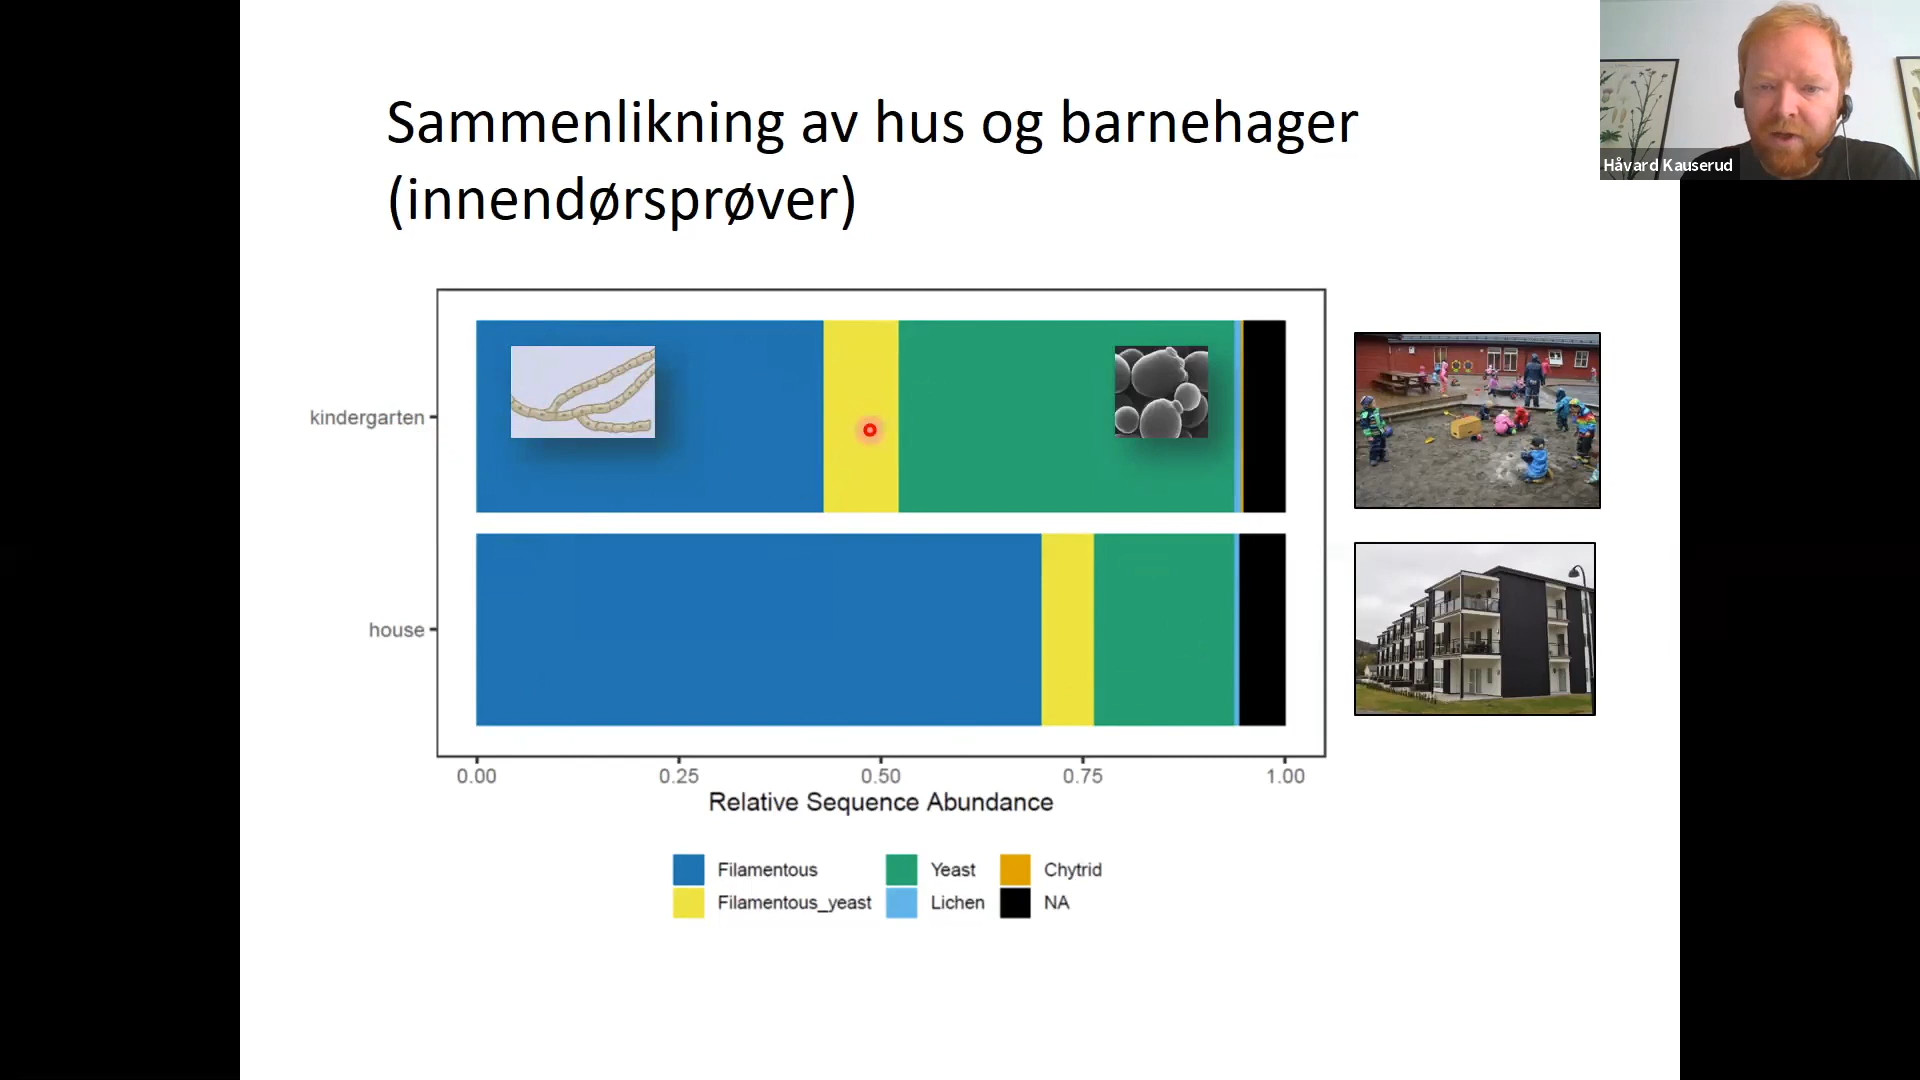 Sammenlikning av hus og barnehager
(innendørsprøver)
Håvard Kauserud
kindergarten
house
0.00 0.25 0.50 0.75 1.00
Relative Sequence Abundance
Filamentous Yeast Chytrid
Filamentous_yeast Lichen NA